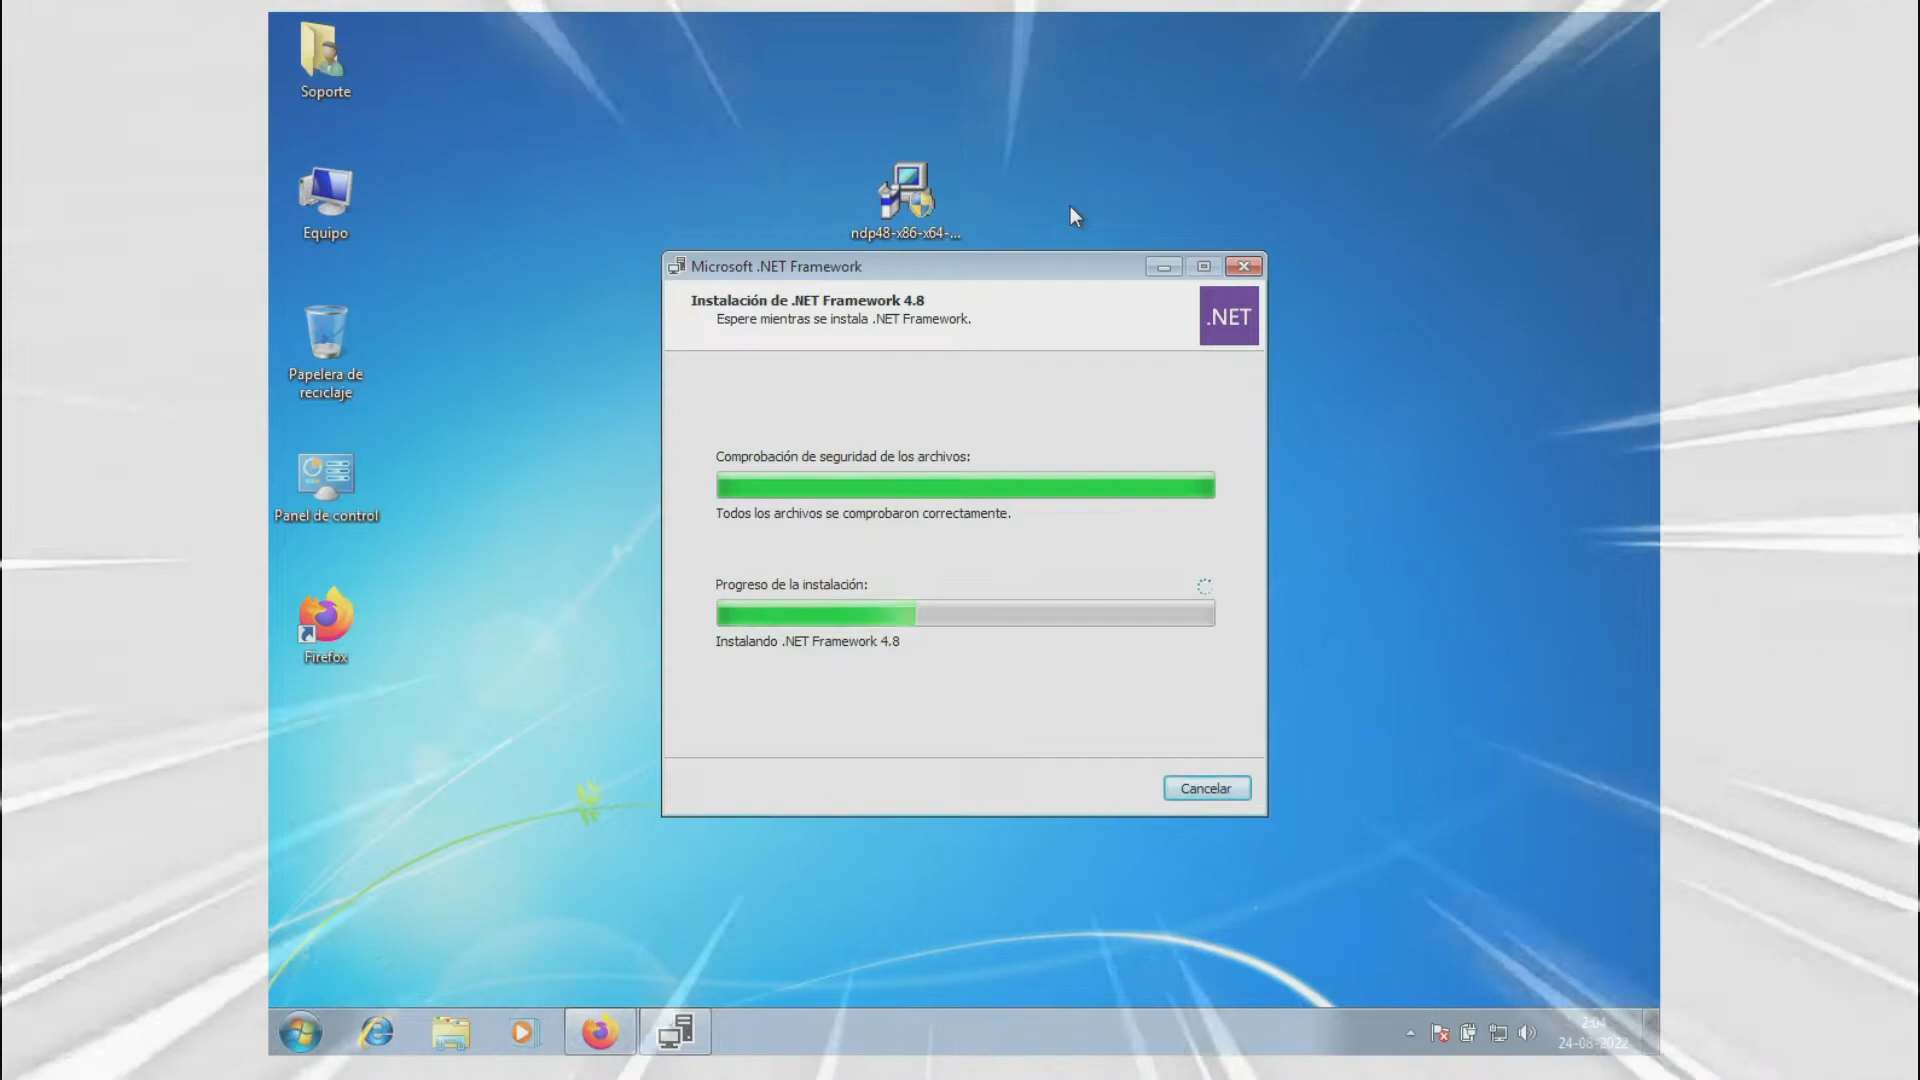 Soporte
Equipo
Papelera de
reciclaje
Panel de control
Firefox
ndp48-x86-x64-...
Microsoft .NET Framework
Instalación de .NET Framework 4.8
Espere mientras se instala .NET Framework.
.NET
Comprobación de seguridad de los archivos:
Todos los archivos se comprobaron correctamente.
Progreso de la instalación:
Instalando .NET Framework 4.8
Cancelar
2:04
24-08-2022